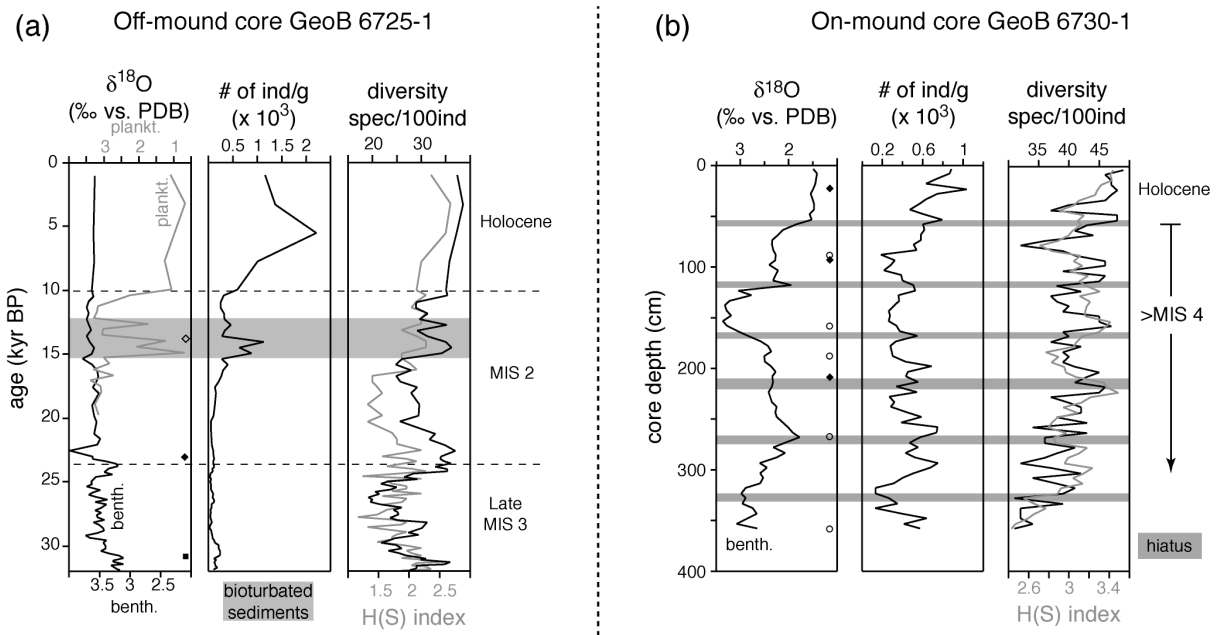 (a)
Off-mound core GeoB 6725-1
δ18O
(‰ vs. PDB)
plankt.
3 2 1
# of ind/g
(x 10³)
0.5 1 1.5 2
diversity
spec/100ind
20 30
age (kyr BP)
0
5
10
15
20
25
30
plankt.
benth.
3.5 3 2.5
benth.
bioturbated
sediments
1.5 2 2.5
H(S) index
Holocene
MIS 2
Late
MIS 3
(b)
On-mound core GeoB 6730-1
δ18O
(‰ vs. PDB)
3 2
# of ind/g
(x 10³)
0.2 0.6 1
diversity
spec/100ind
35 40 45
core depth (cm)
0
100
200
300
400
benth.
2.6 3 3.4
H(S) index
Holocene
>MIS 4
hiatus